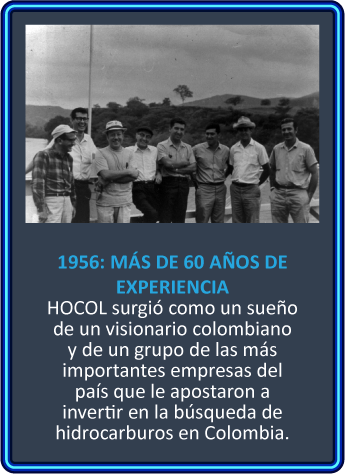 1956: MÁS DE 60 AÑOS DE
EXPERIENCIA
HOCOL surgió como un sueño
de un visionario colombiano
y de un grupo de las más
importantes empresas del
país que le apostaron a
invertir en la búsqueda de
hidrocarburos en Colombia.